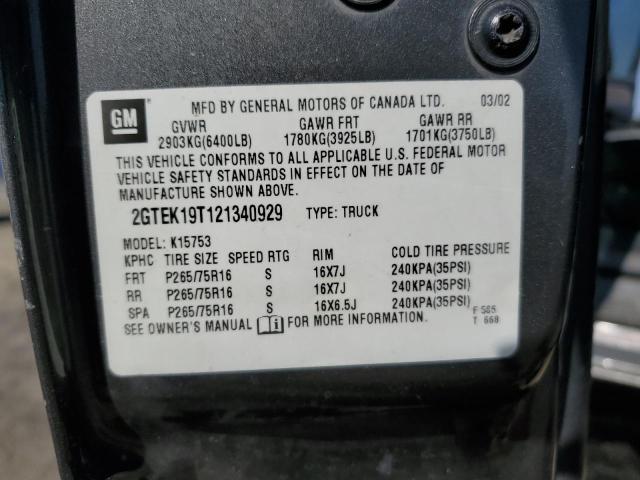 GM
MFD BY GENERAL MOTORS OF CANADA LTD. 03/02
GVWR GAWR FRT GAWR RR
2903KG(6400LB) 1780KG(3925LB) 1701KG(3750LB)
THIS VEHICLE CONFORMS TO ALL APPLICABLE U.S. FEDERAL MOTOR
VEHICLE SAFETY STANDARDS IN EFFECT ON THE DATE OF
MANUFACTURE SHOWN ABOVE.
2GTEK19T121340929 TYPE: TRUCK
MODEL: K15753
KPHC TIRE SIZE SPEED RTG RIM COLD TIRE PRESSURE
FRT P265/75R16 S 16X7J 240KPA(35PSI)
RR P265/75R16 S 16X7J 240KPA(35PSI)
SPA P265/75R16 S 16X6.5J 240KPA(35PSI)
SEE OWNER'S MANUAL FOR MORE INFORMATION.
F 585
T 668